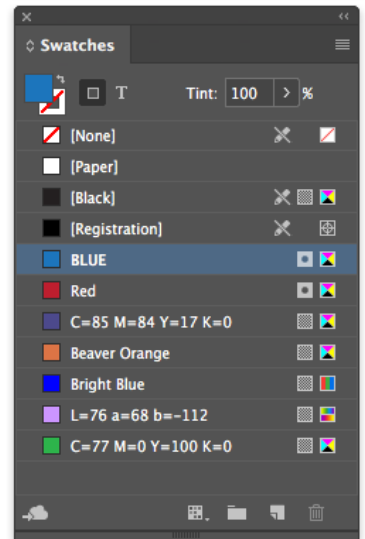 Swatches
T Tint: 100 %
[None]
[Paper]
[Black]
[Registration]
BLUE
Red
C=85 M=84 Y=17 K=0
Beaver Orange
Bright Blue
L=76 a=68 b=-112
C=77 M=0 Y=100 K=0